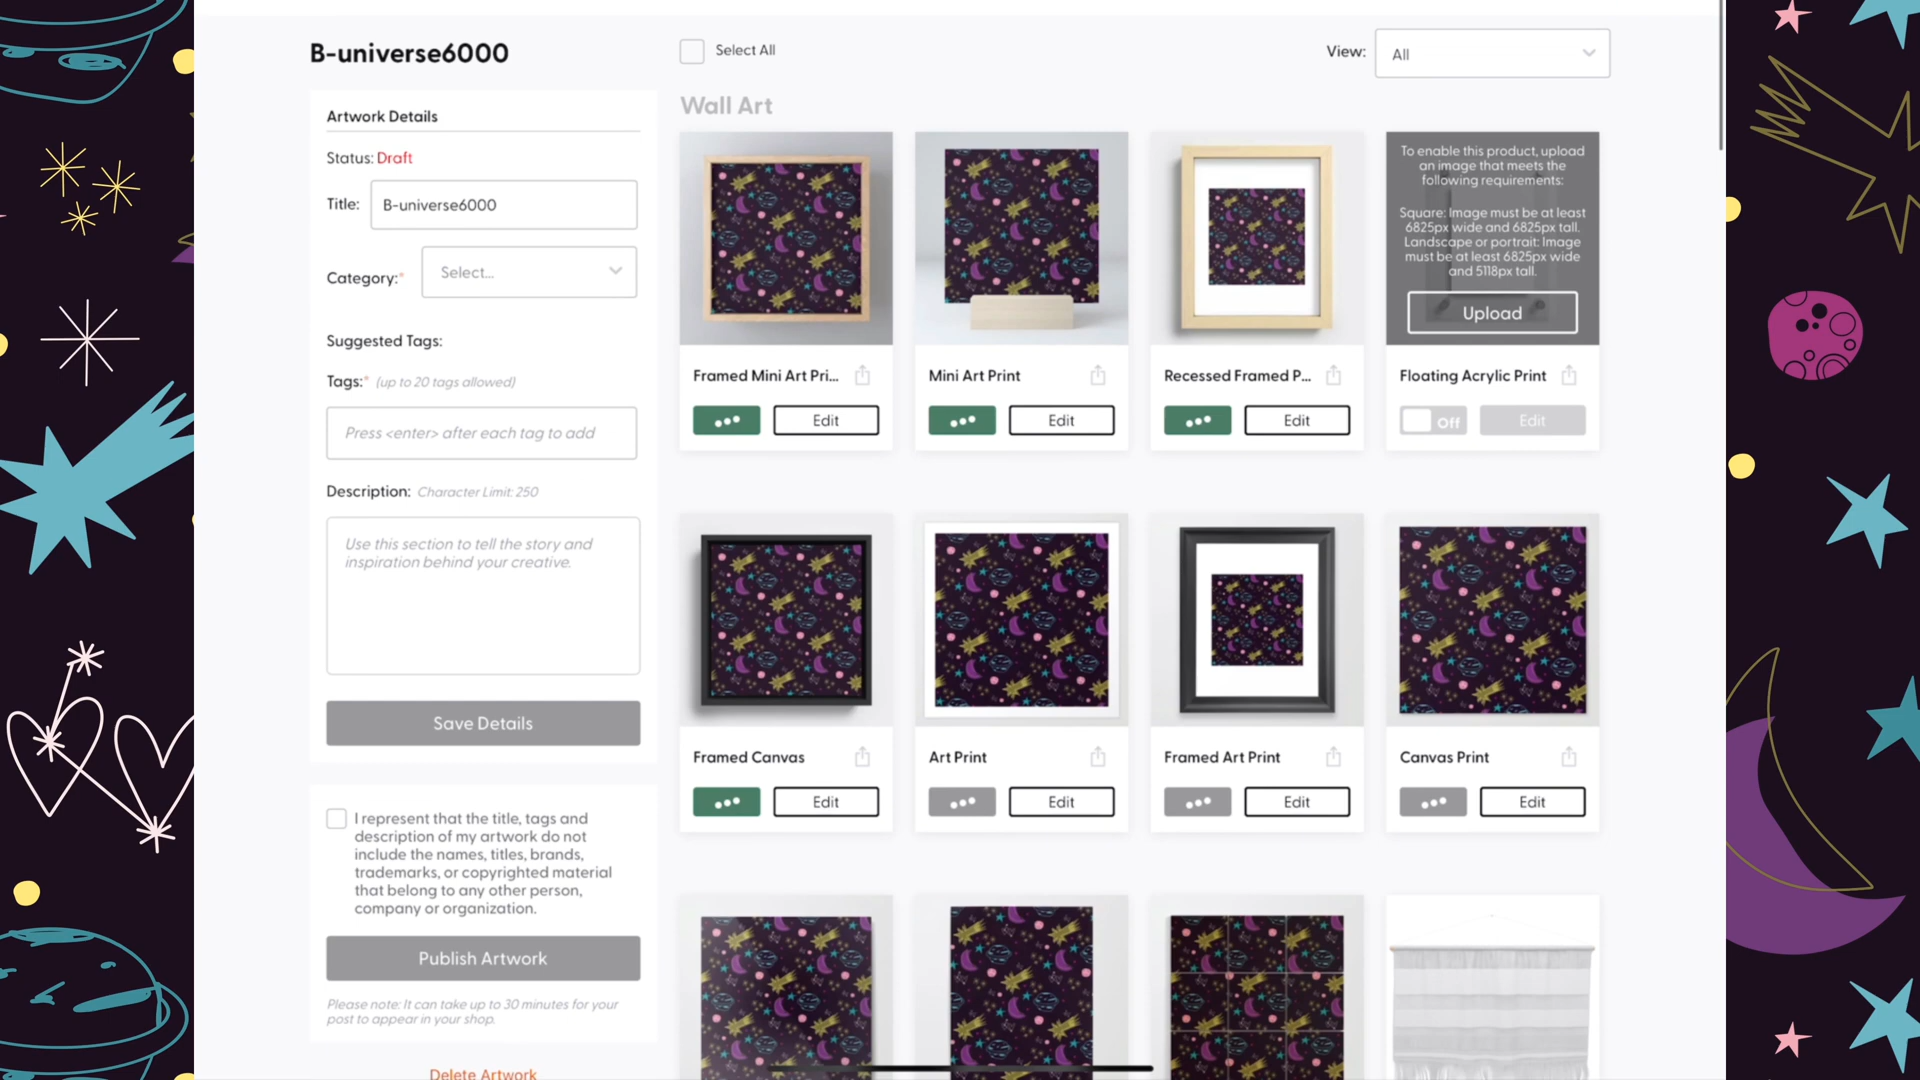 B-universe6000
Select All
View:
All
Artwork Details
Status: Draft
Title:
B-universe6000
Category:*
Select...
Suggested Tags:
Tags:* (up to 20 tags allowed)
Press <enter> after each tag to add
Description: Character Limit: 250
Use this section to tell the story and
inspiration behind your creative.
Save Details
I represent that the title, tags and
description of my artwork do not
include the names, titles, brands,
trademarks, or copyrighted material
that belong to any other person,
company or organization.
Publish Artwork
Please note: It can take up to 30 minutes for your
post to appear in your shop.
Delete Artwork
Wall Art
To enable this product, upload
an image that meets the
following requirements:
Square: Image must be at least
6825px wide and 6825px tall.
Landscape or portrait: Image
must be at least 6825px wide
and 5118px tall.
Upload
Framed Mini Art Pri...
Mini Art Print
Recessed Framed P...
Floating Acrylic Print
Edit
Edit
Edit
Off
Edit
Framed Canvas
Art Print
Framed Art Print
Canvas Print
Edit
Edit
Edit
Edit